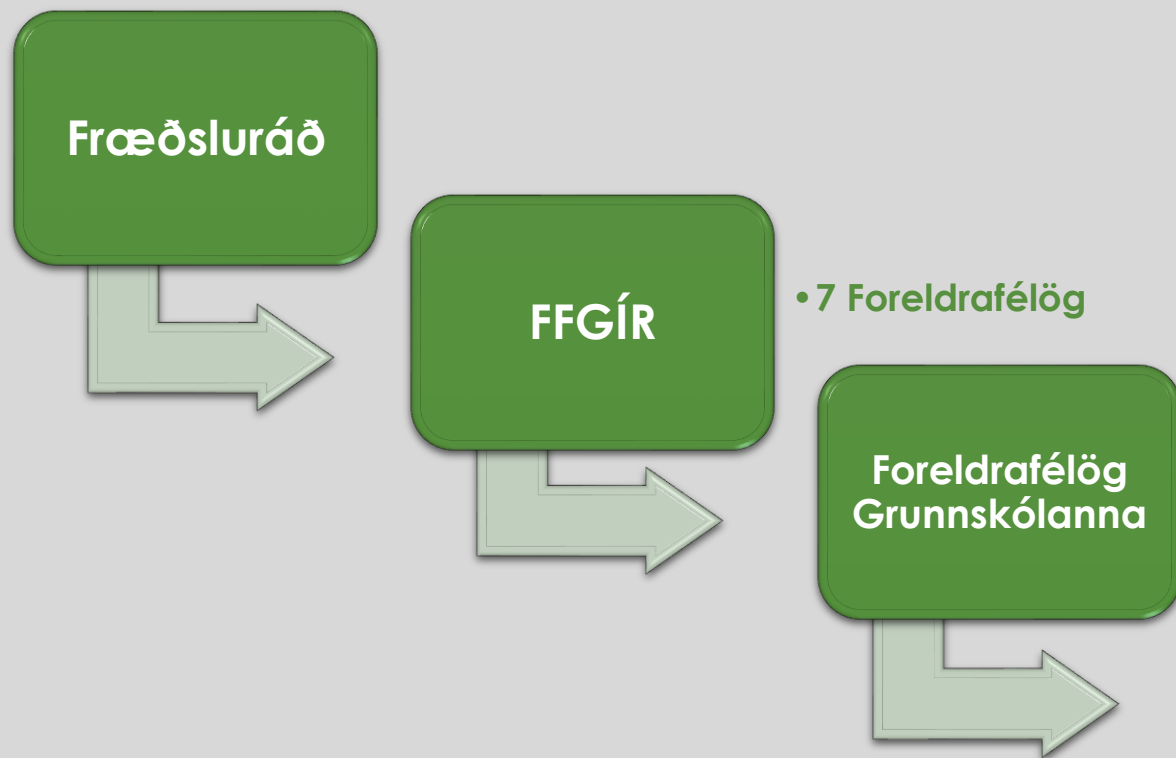 Fræðsluráð
FFGÍR
• 7 Foreldrafélög
Foreldrafélög
Grunnskólanna